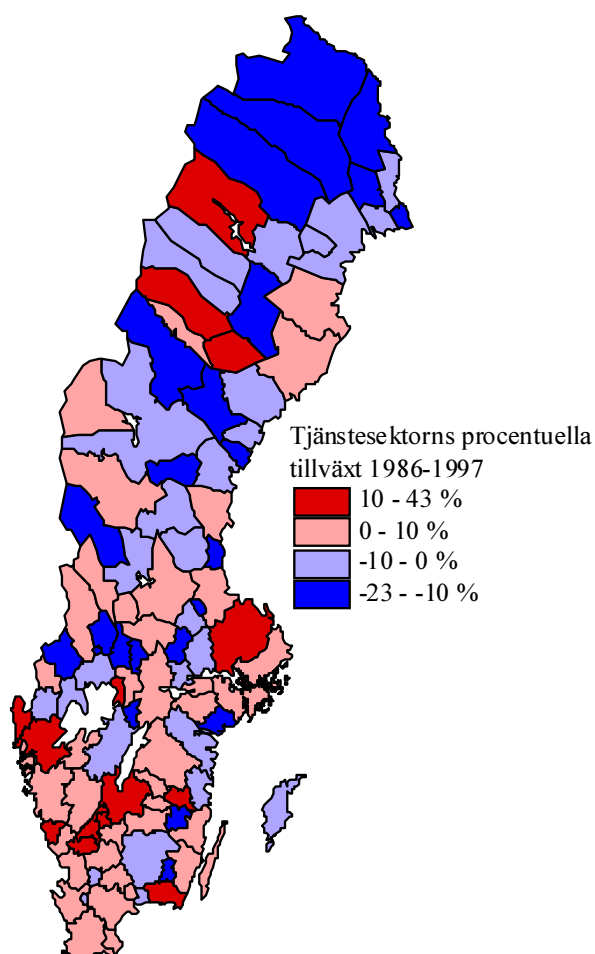 Tjänstesektorns procentuella
tillväxt 1986-1997
10 - 43 %
0 - 10 %
-10 - 0 %
-23 - -10 %